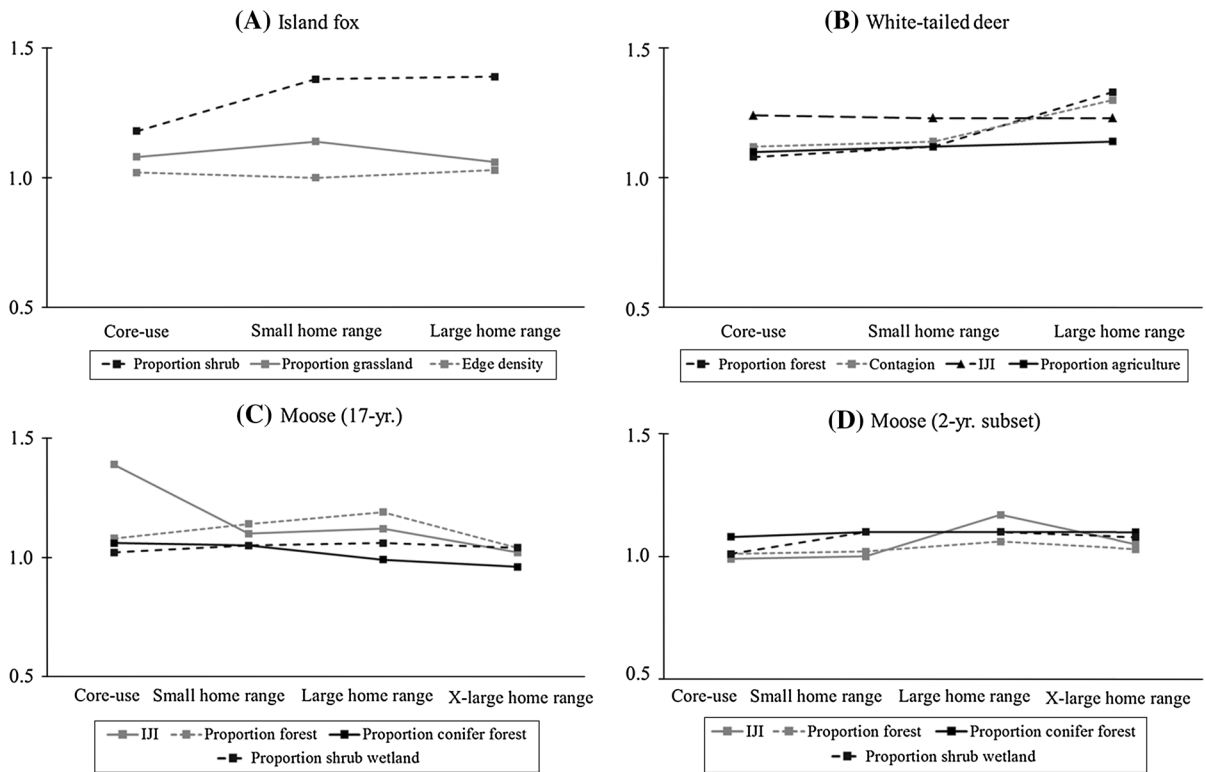 (A) Island fox
1.5
1.0
0.5
Core-use Small home range Large home range
Proportion shrub Proportion grassland Edge density
(B) White-tailed deer
1.5
1.0
0.5
Core-use Small home range Large home range
Proportion forest Contagion IJI Proportion agriculture
(C) Moose (17-yr.)
1.5
1.0
0.5
Core-use Small home range Large home range X-large home range
IJI Proportion forest Proportion conifer forest
Proportion shrub wetland
(D) Moose (2-yr. subset)
1.5
1.0
0.5
Core-use Small home range Large home range X-large home range
IJI Proportion forest Proportion conifer forest
Proportion shrub wetland